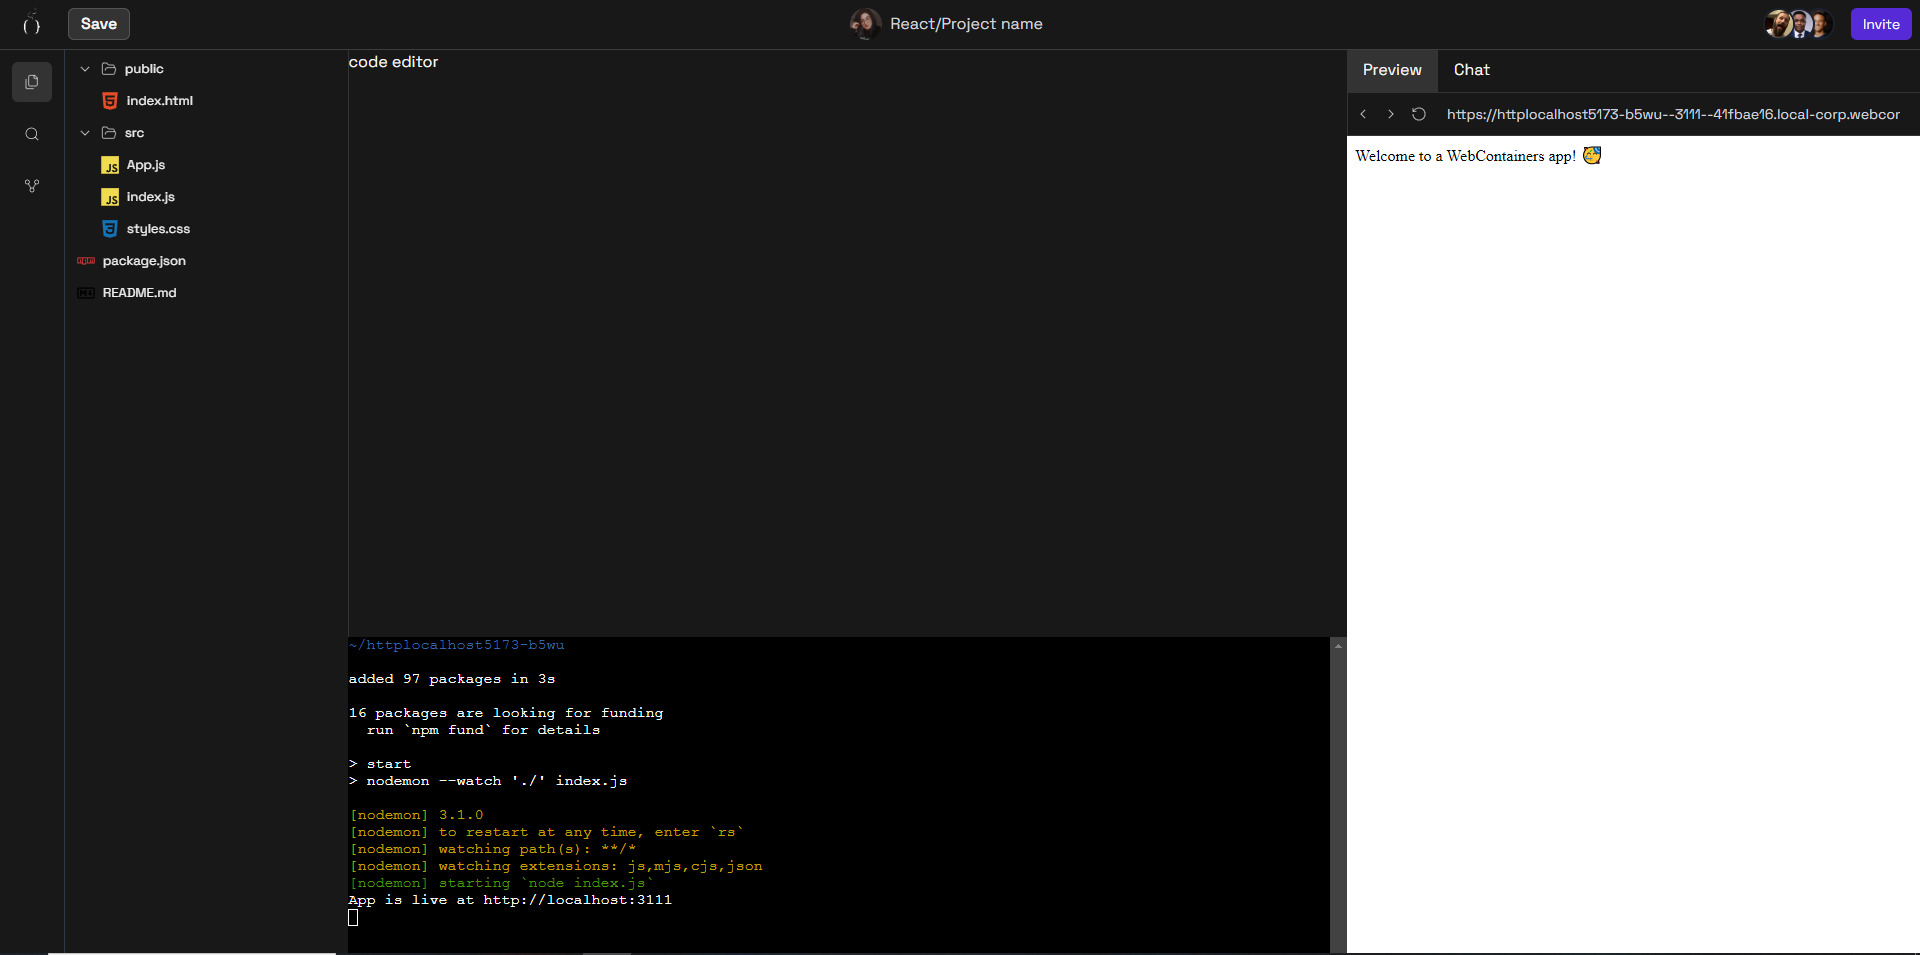 Save
React/Project name
Invite
public
index.html
src
App.js
index.js
styles.css
package.json
README.md
code editor
~/httplocalhost5173-b5wu
added 97 packages in 3s
16 packages are looking for funding
run `npm fund` for details
> start
> nodemon --watch './' index.js
[nodemon] 3.1.0
[nodemon] to restart at any time, enter `rs`
[nodemon] watching path(s): **/*
[nodemon] watching extensions: js,mjs,cjs,json
[nodemon] starting `node index.js`
App is live at http://localhost:3111
Preview Chat
https://httplocalhost5173-b5wu--3111--41fbae16.local-corp.webcor
Welcome to a WebContainers app! 🥳